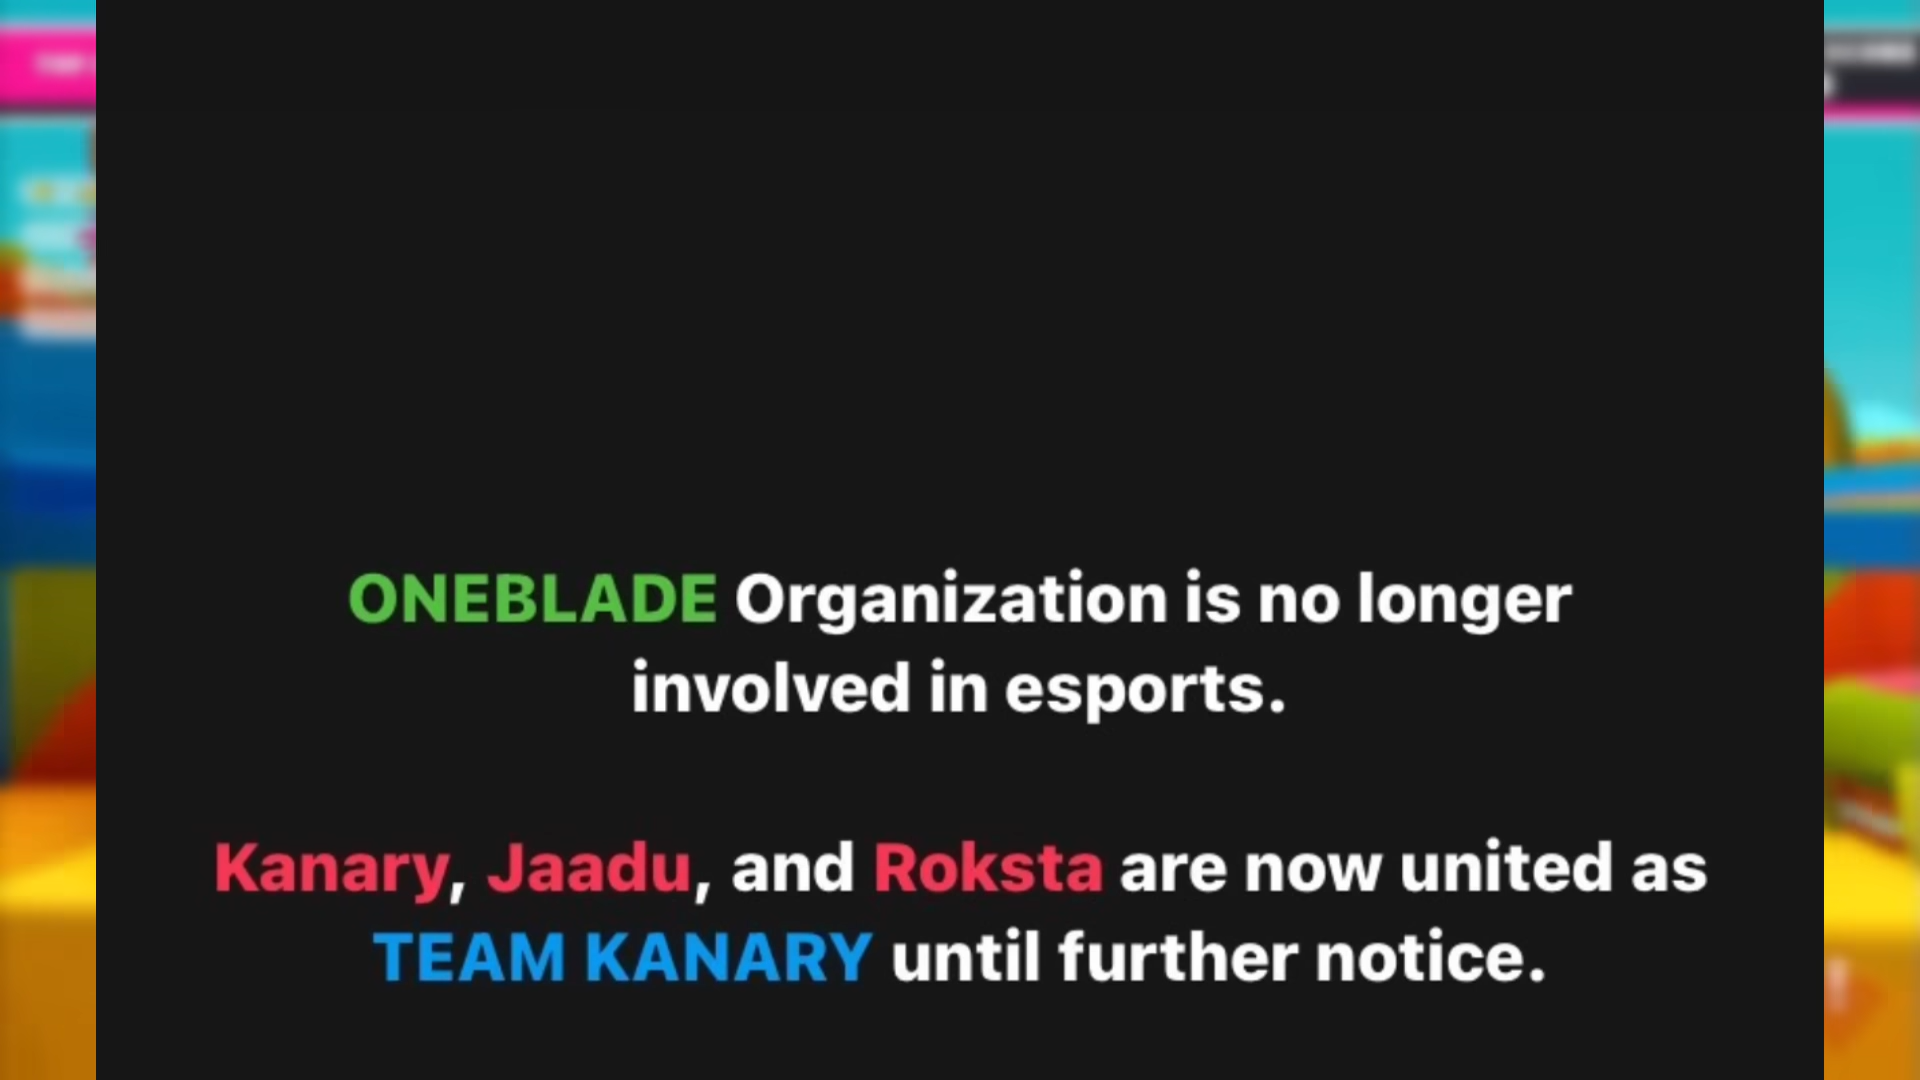 ONEBLADE Organization is no longer
involved in esports.
Kanary, Jaadu, and Roksta are now united as
TEAM KANARY until further notice.